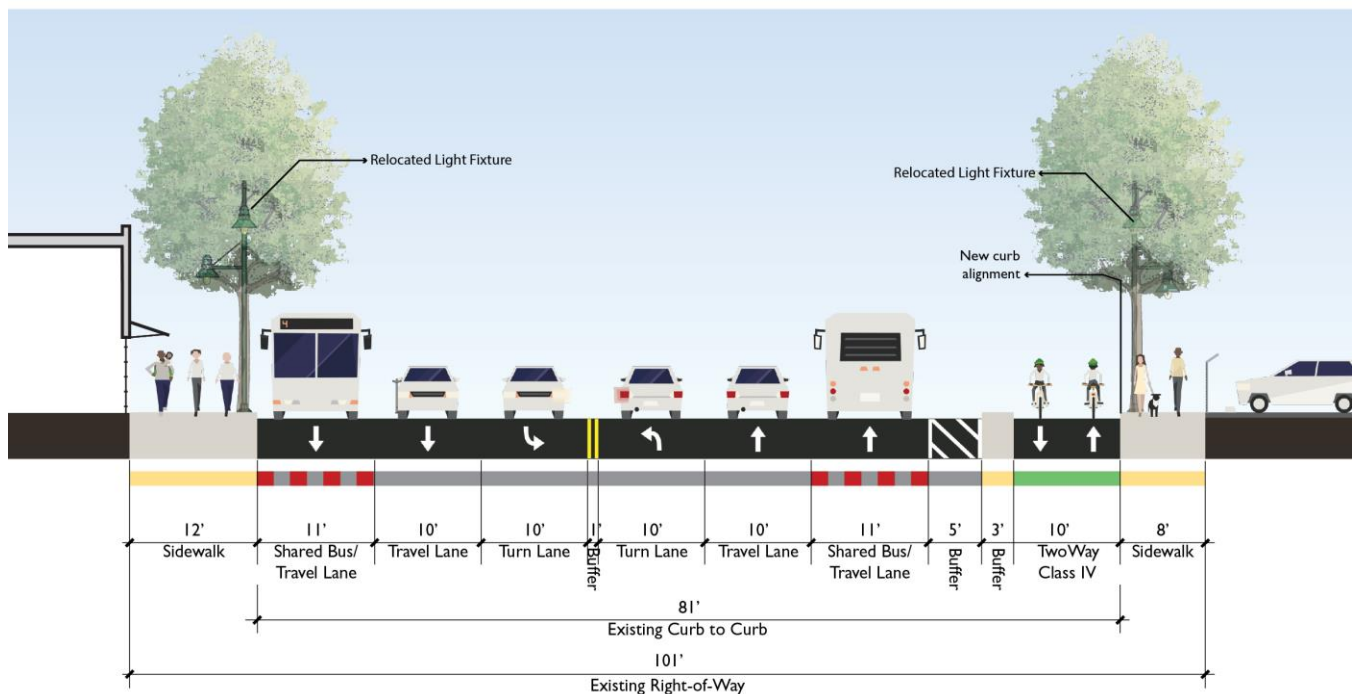 Relocated Light Fixture
Relocated Light Fixture
New curb
alignment
4
12’
Sidewalk
11’
Shared Bus/
Travel Lane
10’
Travel Lane
10’
Turn Lane
1’
Buffer
10’
Turn Lane
10’
Travel Lane
11’
Shared Bus/
Travel Lane
5’
Buffer
3’
Buffer
10’
TwoWay
Class IV
8’
Sidewalk
81’
Existing Curb to Curb
101’
Existing Right-of-Way